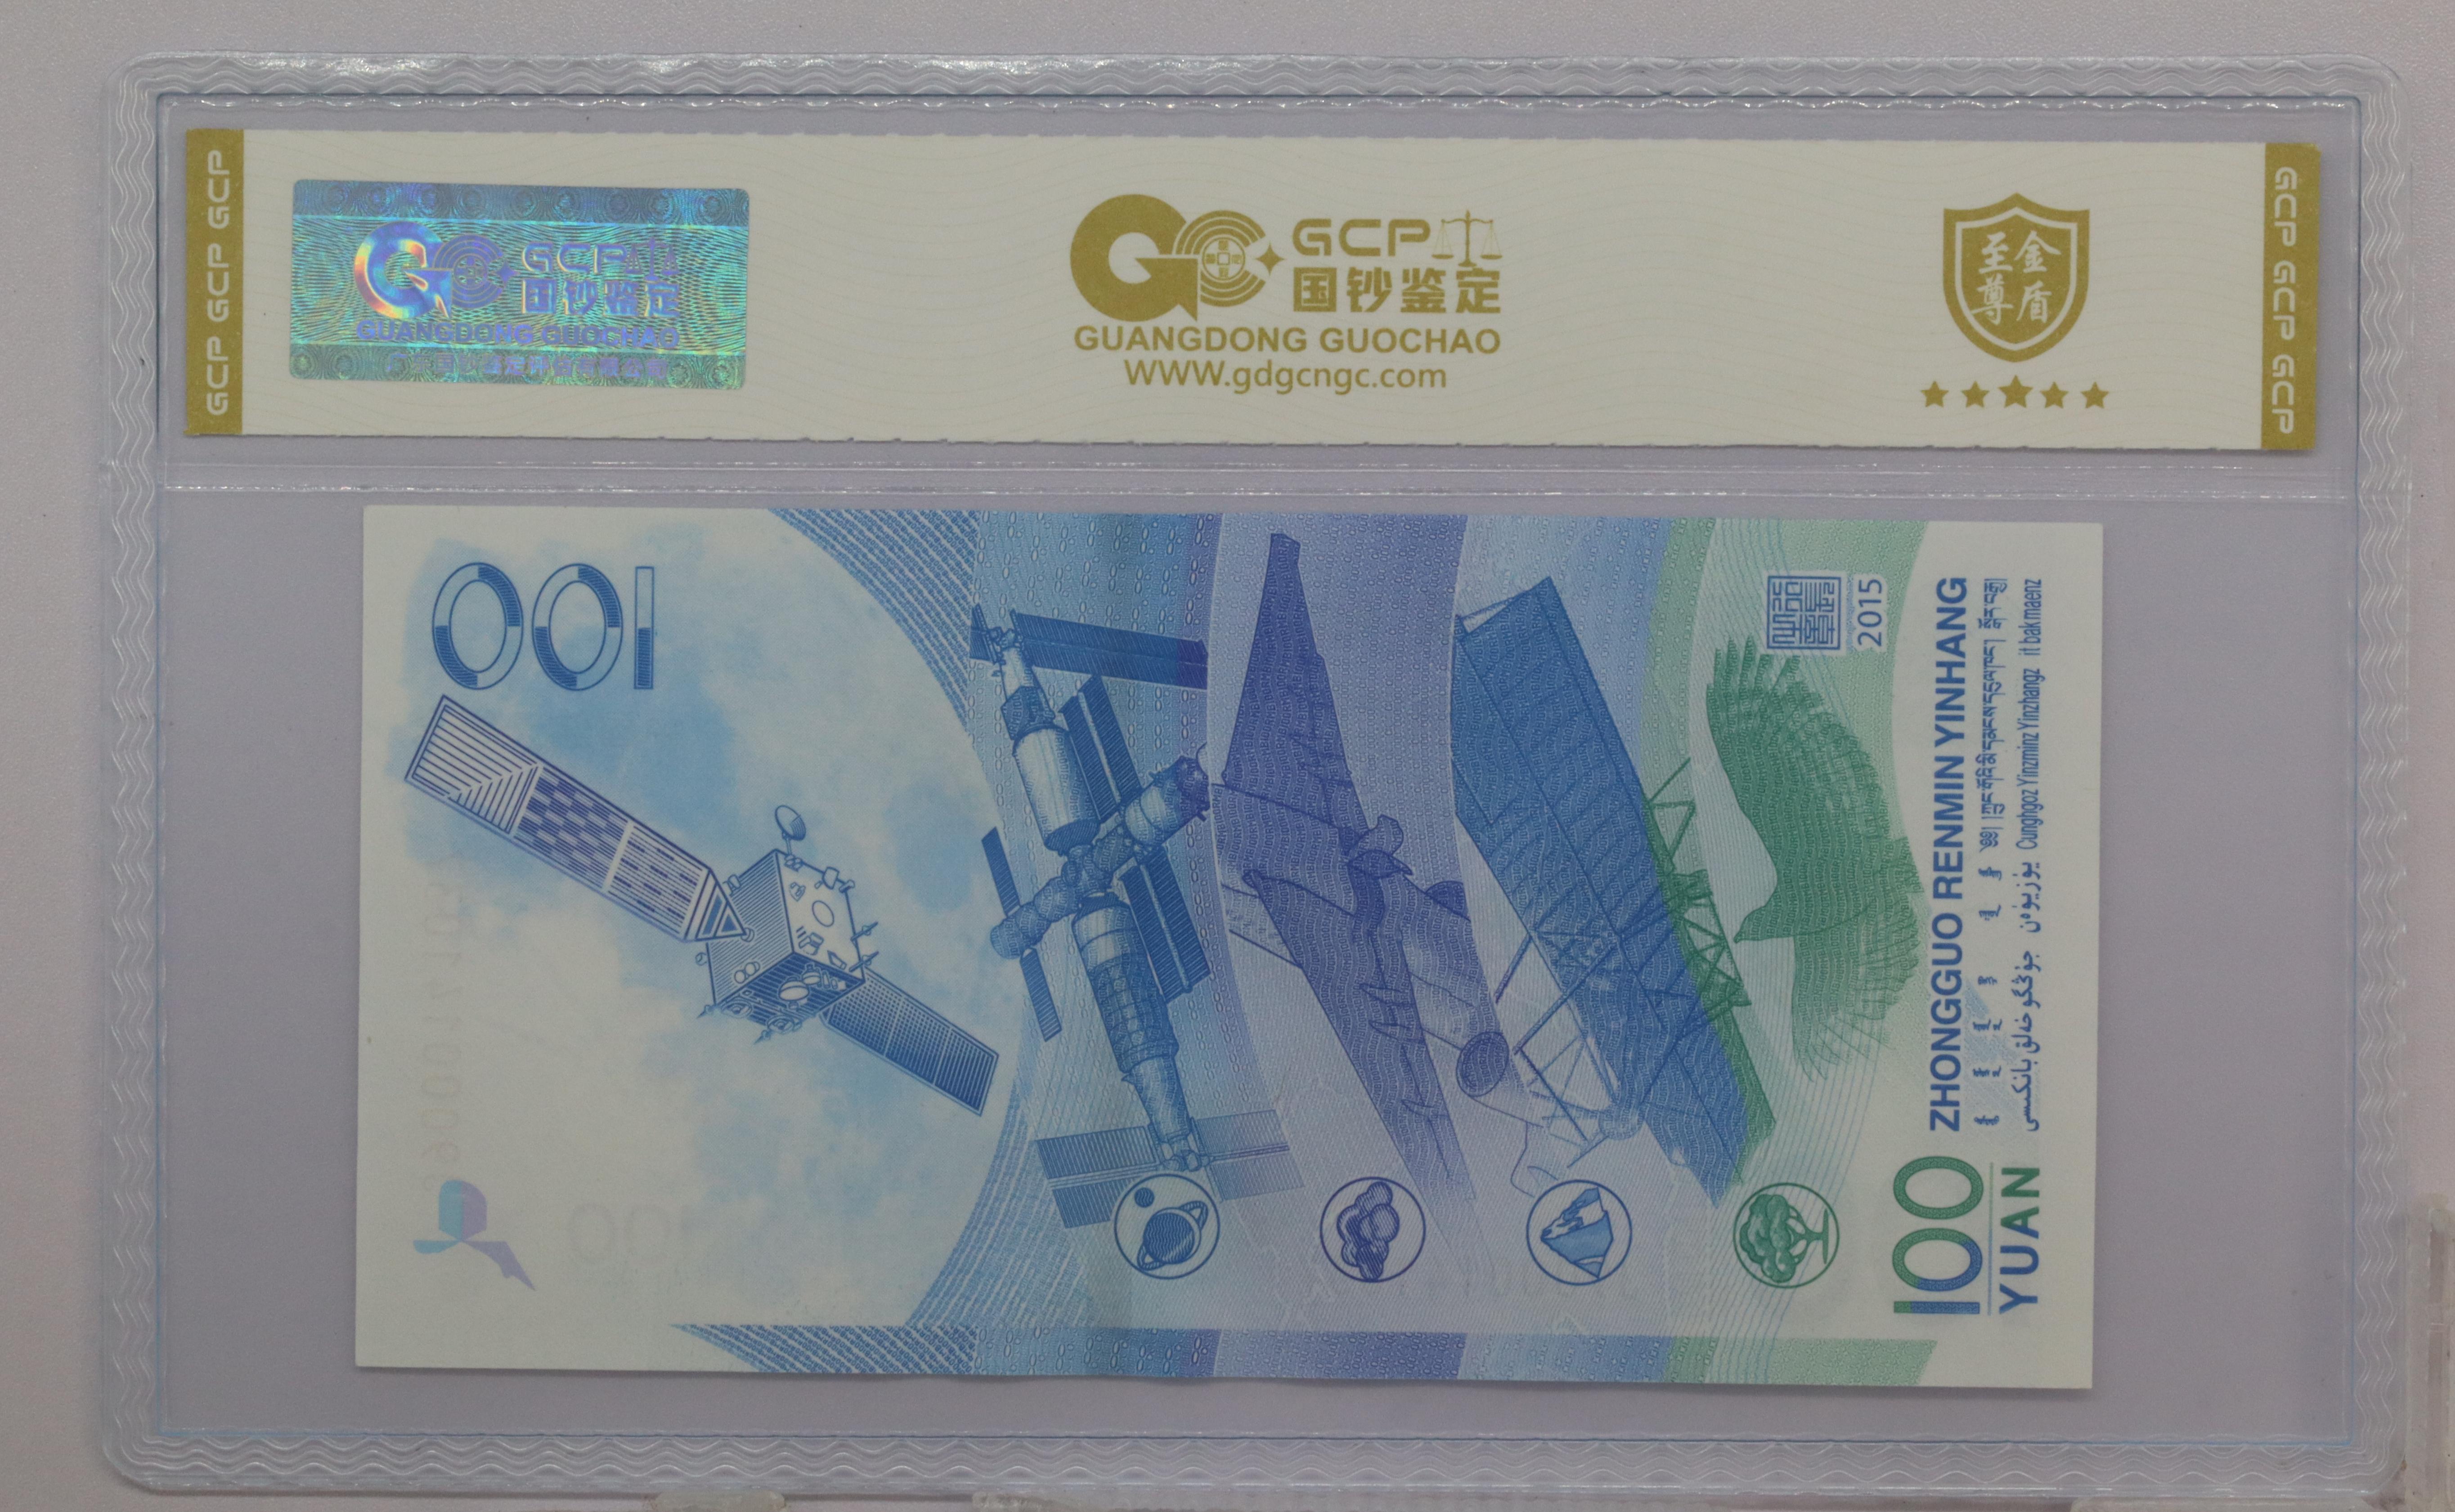 GCP GCP GCP
GCP
国钞鉴定
GUANGDONG GUOCHAO
GCP
国钞鉴定
GUANGDONG GUOCHAO
WWW.gdgcngc.com
至尊
金盾
GCP GCP GCP
100
2015
ZHONGGUO RENMIN YINHANG
Cunghgoz Yinzminz Yinzhangz it bak maenz
100
YUAN